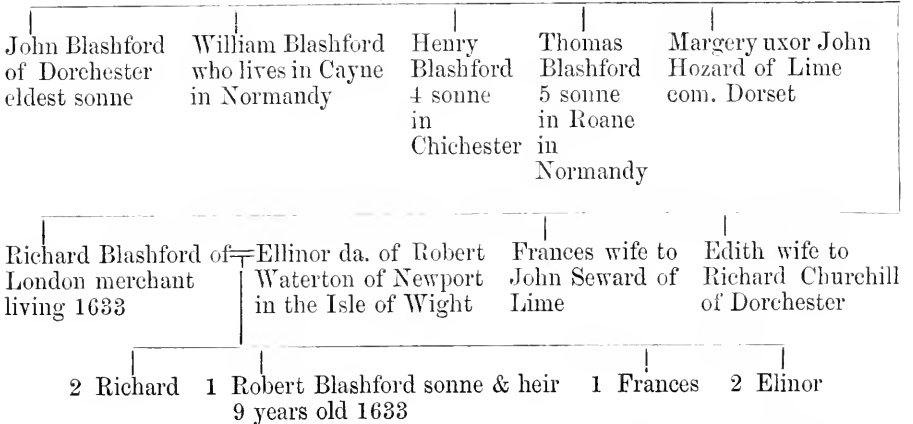 John Blashford
of Dorchester
eldest sonne
William Blashford
who lives in Cayne
in Normandy
Henry
Blashford
4 sonne
in
Chichester
Thomas
Blashford
5 sonne
in Roane
in
Normandy
Margery uxor John
Hozard of Lime
com. Dorset
Richard Blashford of
London merchant
living 1633
Ellinor da. of Robert
Waterton of Newport
in the Isle of Wight
Frances wife to
John Seward of
Lime
Edith wife to
Richard Churchill
of Dorchester
2 Richard
1 Robert Blashford sonne & heir
9 years old 1633
1 Frances
2 Elinor